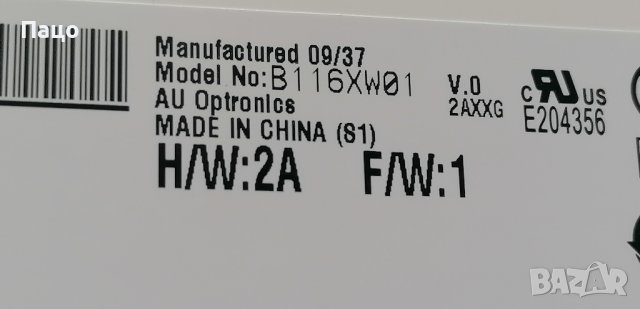 Пацо
Manufactured 09/37
Model No:B116XW01 V.0
AU Optronics 2AXXG
MADE IN CHINA (S1)
H/W:2A F/W:1
c RU US
E204356
BAZAR